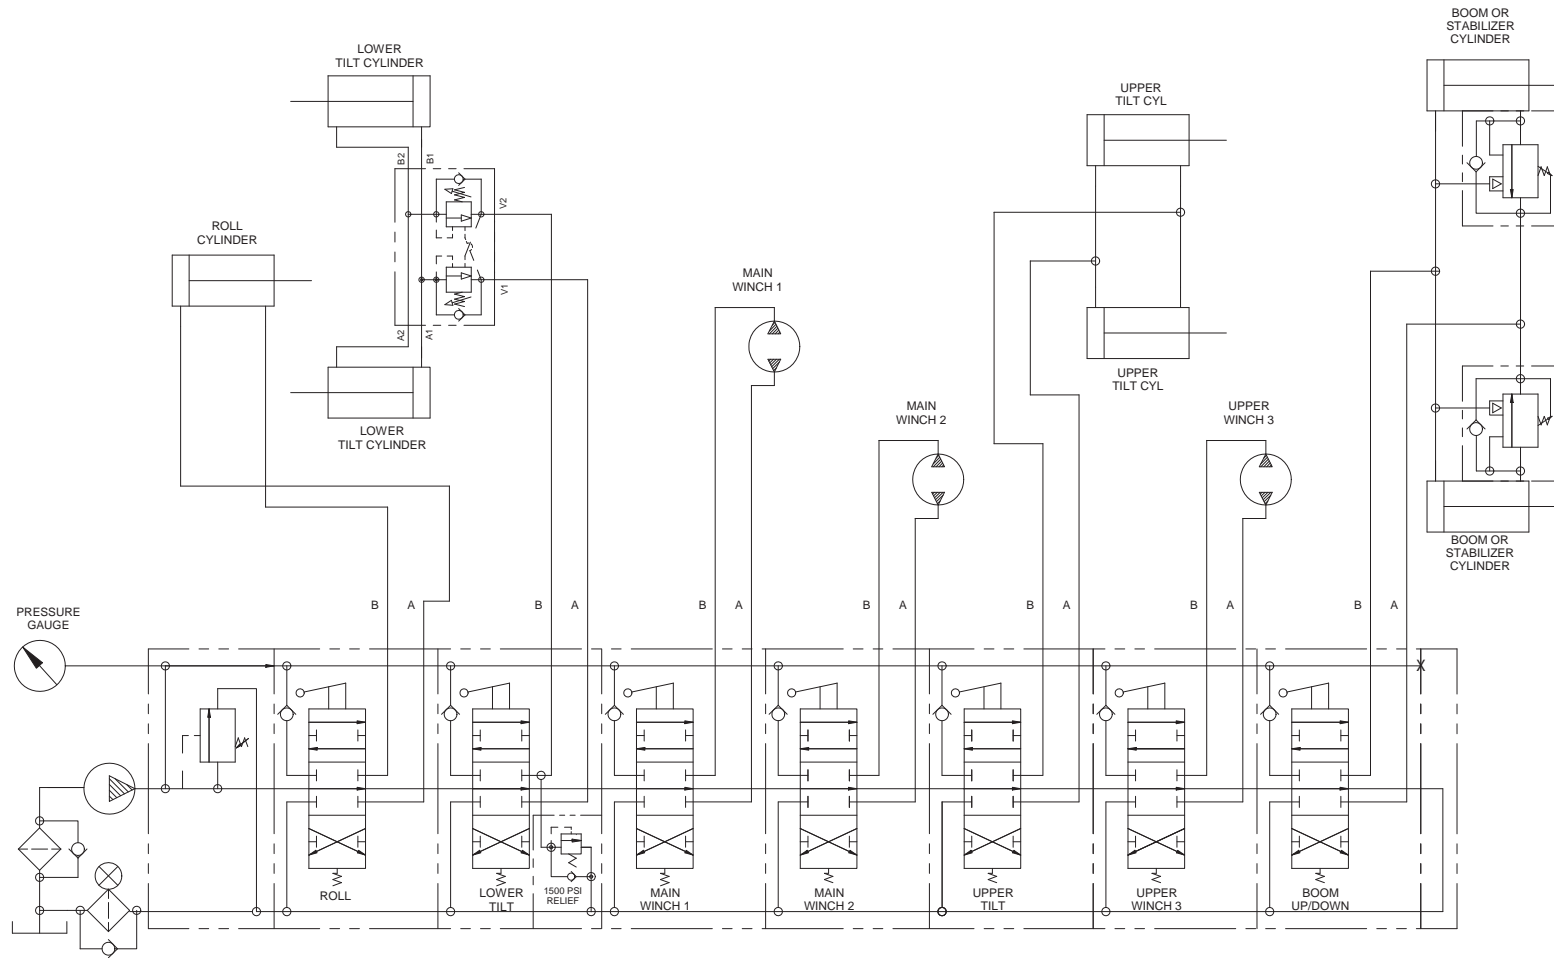 BOOM OR
STABILIZER
CYLINDER
LOWER
TILT CYLINDER
UPPER
TILT CYL
B2
B1
V2
ROLL
CYLINDER
MAIN
WINCH 1
V1
A2
A1
UPPER
TILT CYL
LOWER
TILT CYLINDER
MAIN
WINCH 2
UPPER
WINCH 3
BOOM OR
STABILIZER
CYLINDER
PRESSURE
GAUGE
B A B A B A B A B A B A B A
ROLL
LOWER
TILT
1500 PSI
RELIEF
MAIN
WINCH 1
MAIN
WINCH 2
UPPER
TILT
UPPER
WINCH 3
BOOM
UP/DOWN